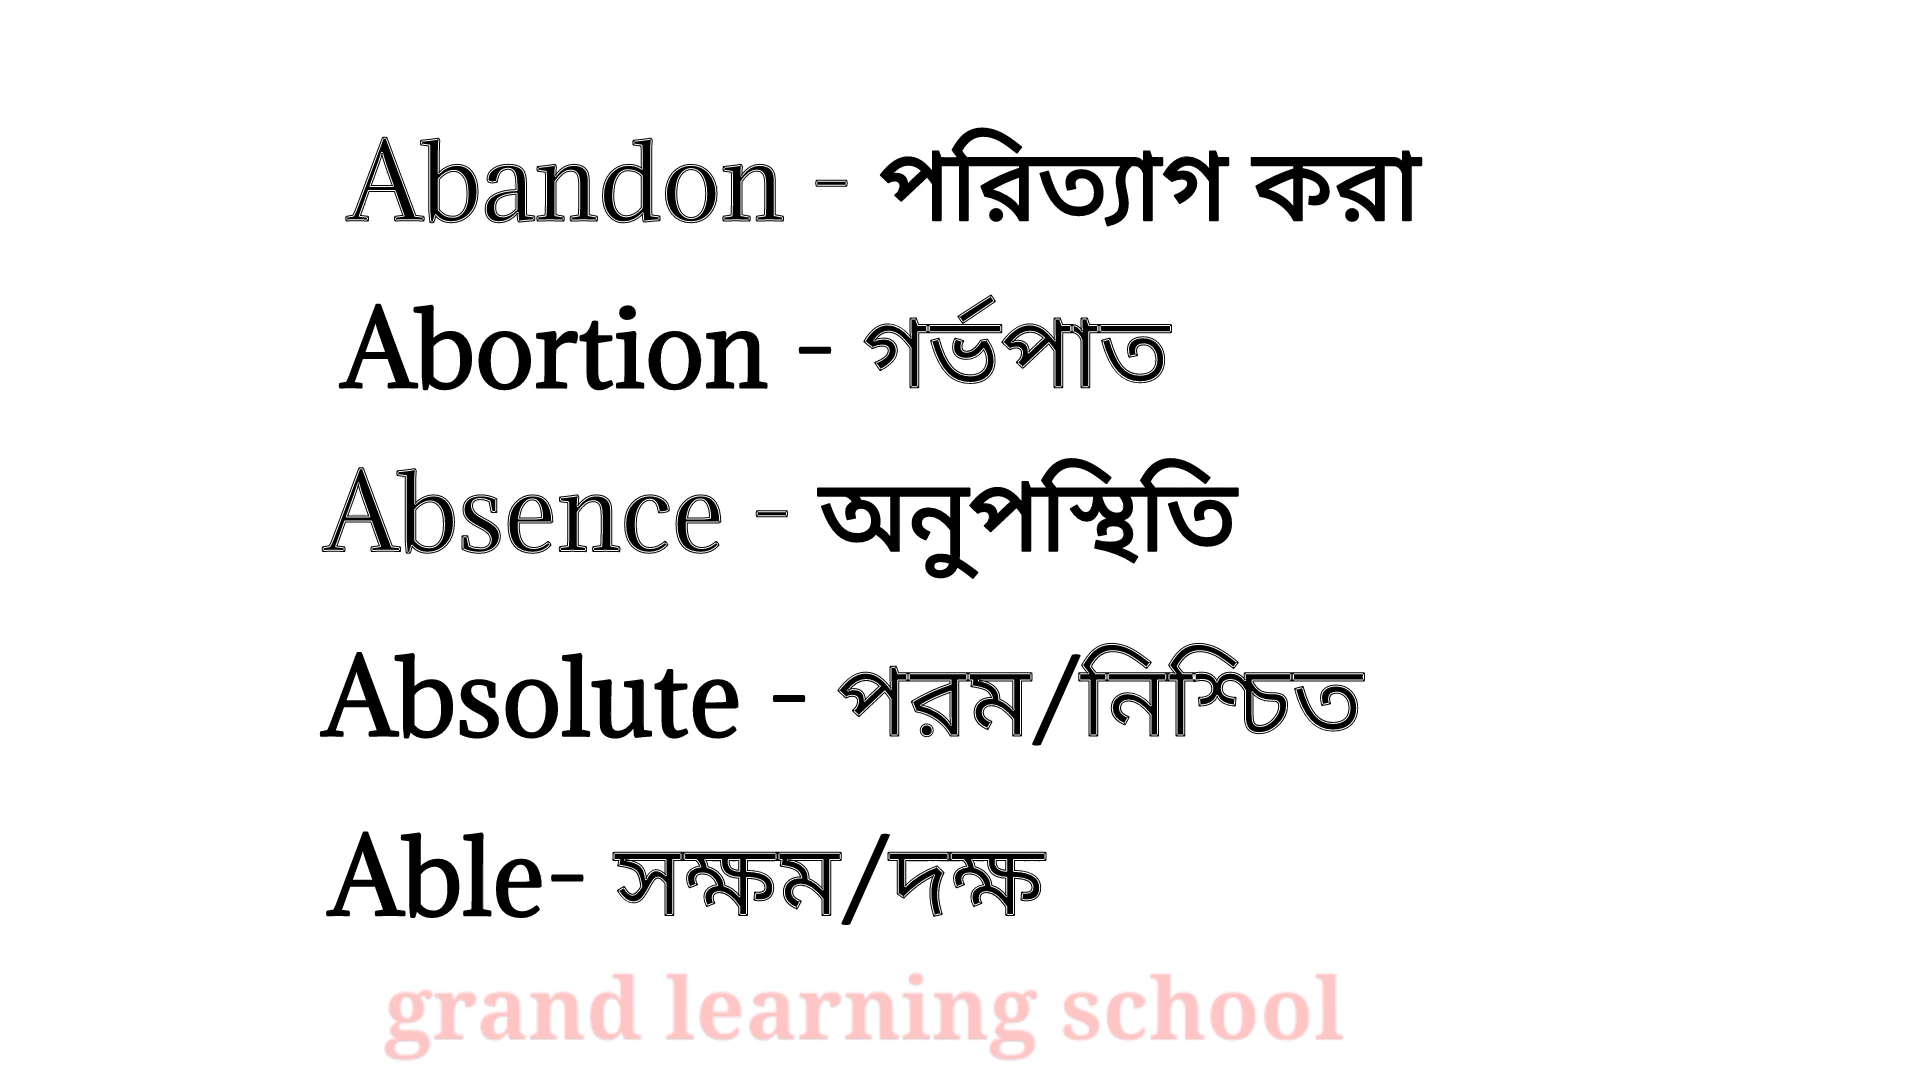 Abandon - পরিত্যাগ করা
Abortion - গর্ভপাত
Absence - অনুপস্থিতি
Absolute - পরম/নিশ্চিত
Able- সক্ষম/দক্ষ
grand learning school